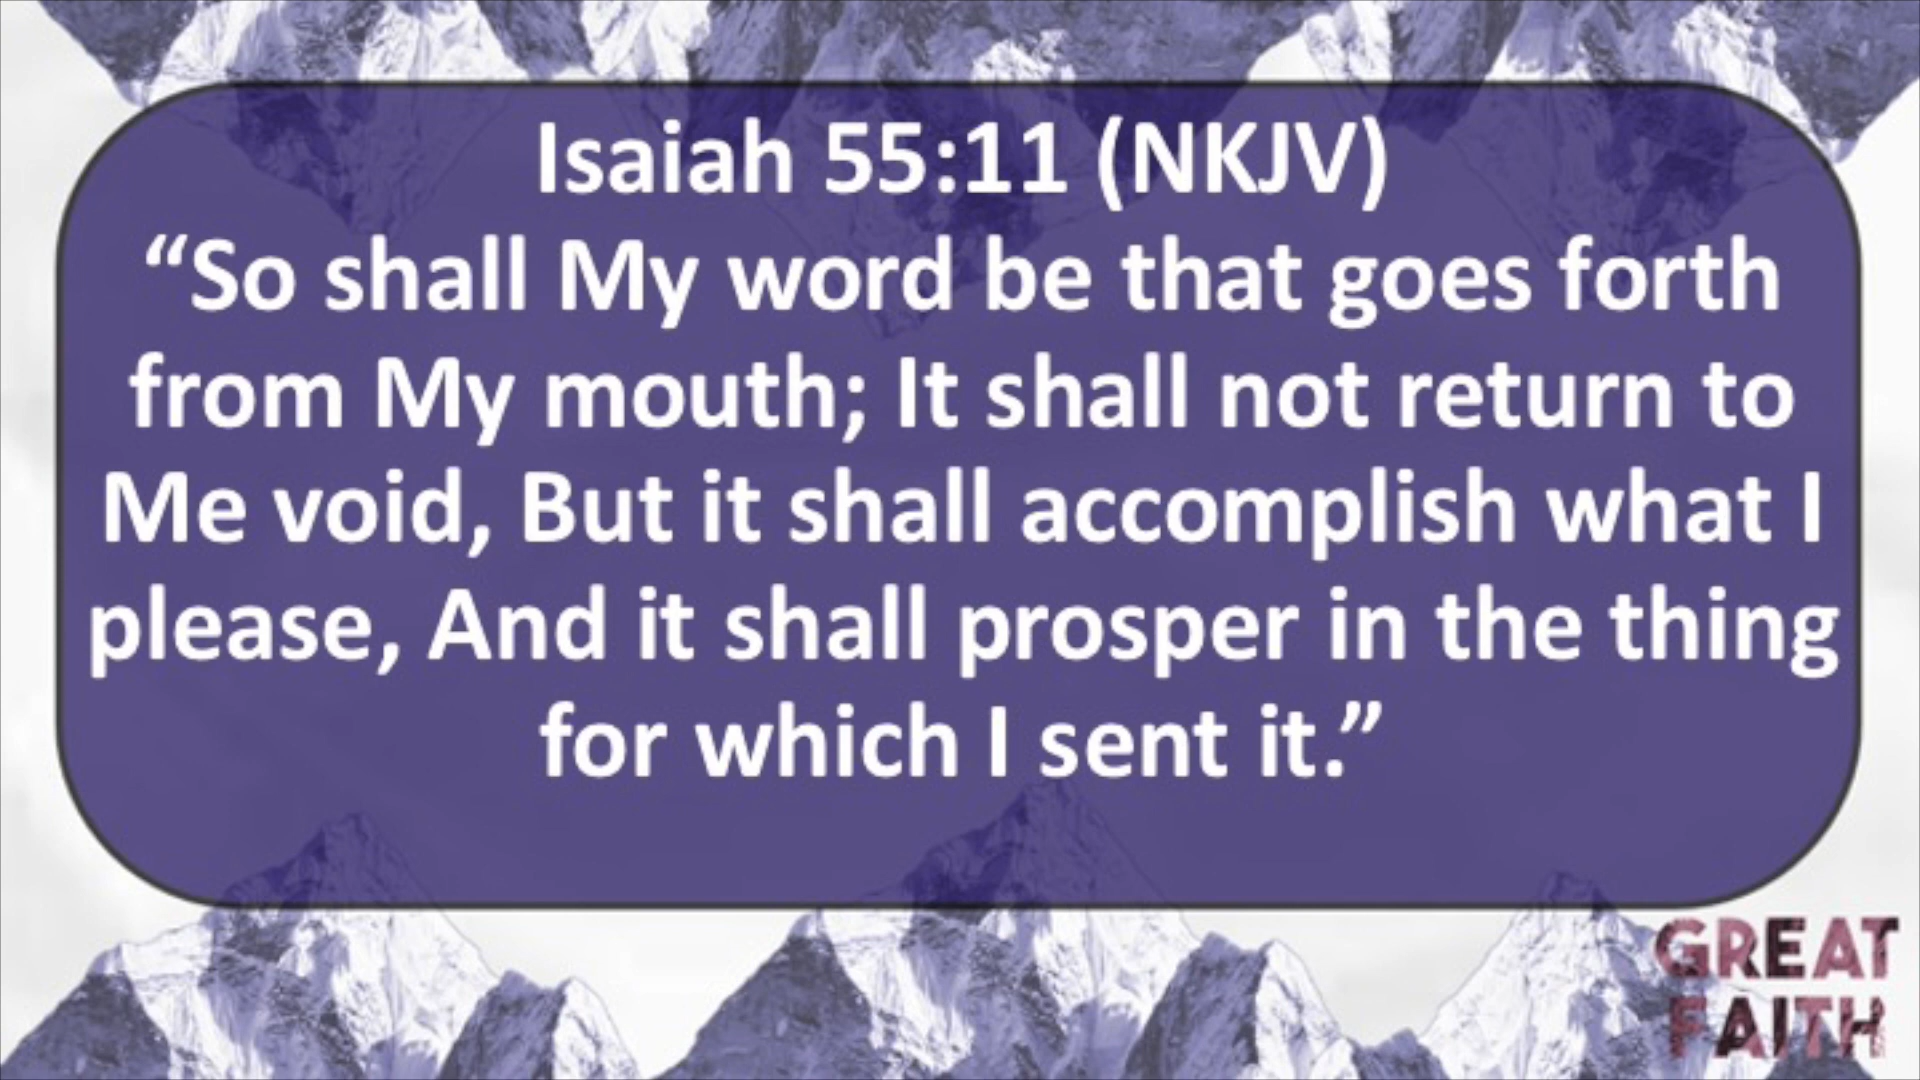 Isaiah 55:11 (NKJV)
“So shall My word be that goes forth
from My mouth; It shall not return to
Me void, But it shall accomplish what I
please, And it shall prosper in the thing
for which I sent it.”
GREAT
FAITH